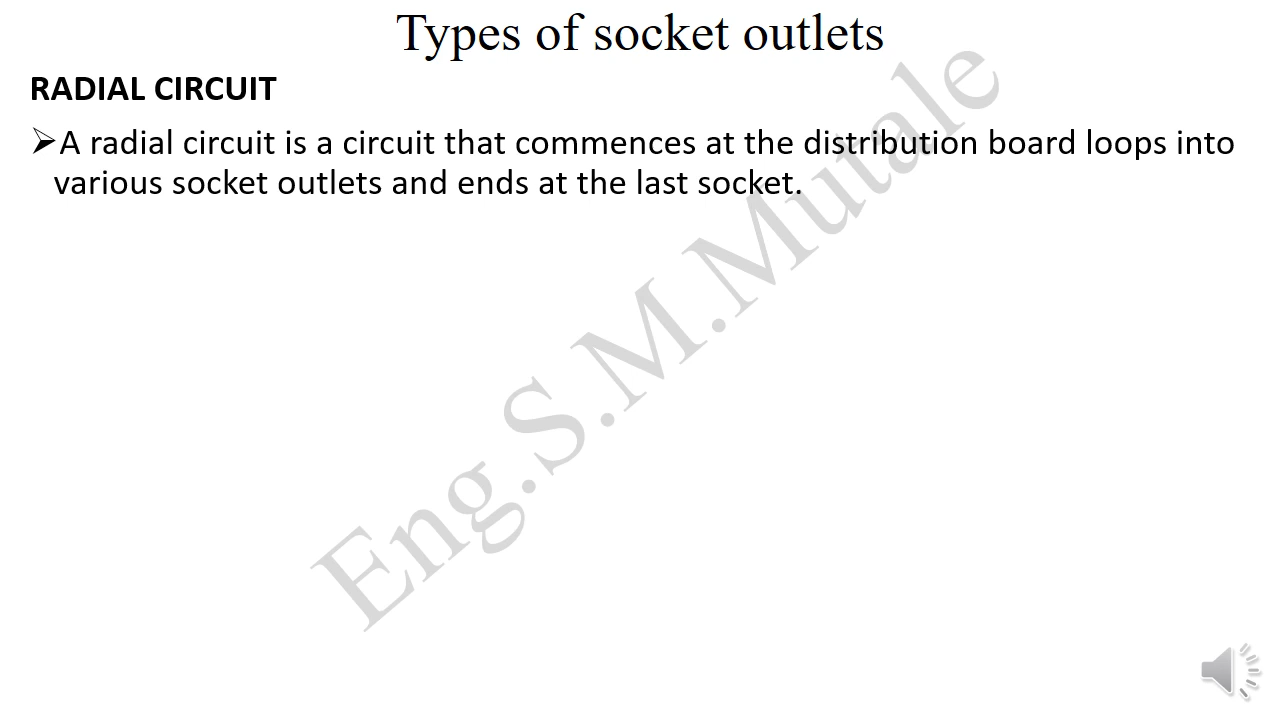 Types of socket outlets
RADIAL CIRCUIT
➢A radial circuit is a circuit that commences at the distribution board loops into
various socket outlets and ends at the last socket.
Eng.S.M.Mutale